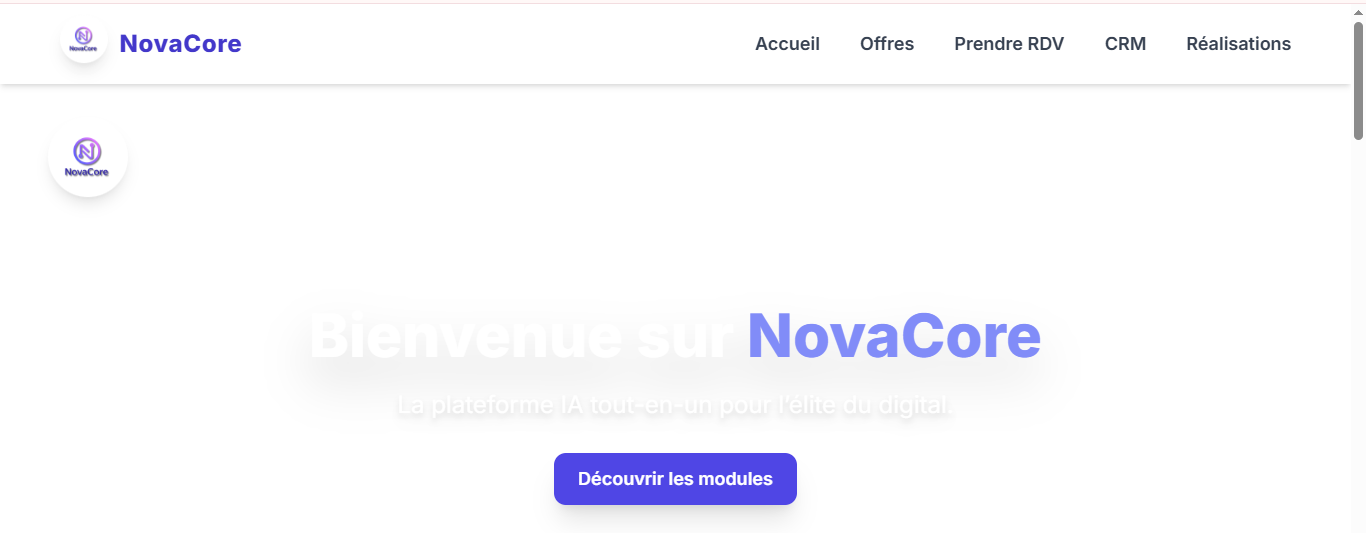 NovaCore
NovaCore
Accueil
Offres
Prendre RDV
CRM
Réalisations
NovaCore
Bienvenue sur NovaCore
La plateforme IA tout-en-un pour l'élite du digital.
Découvrir les modules